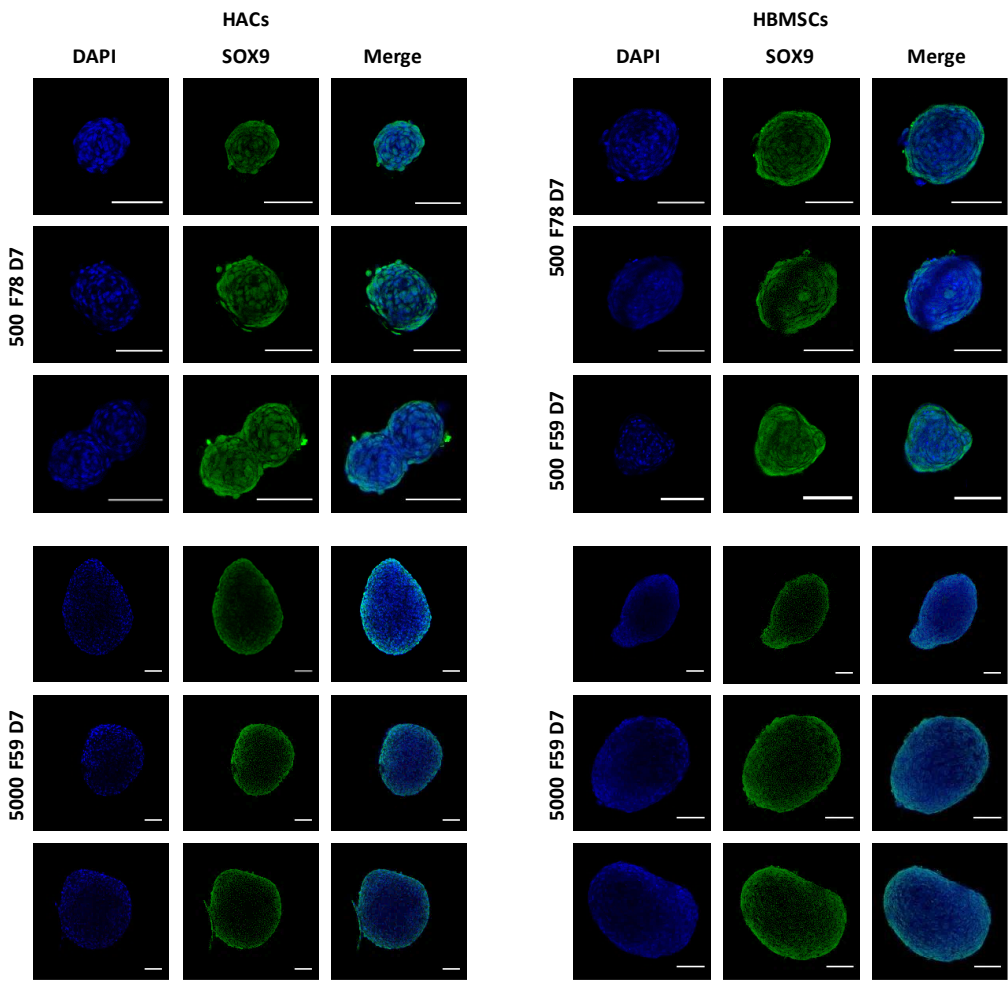 HACs
DAPI SOX9 Merge
500 F78 D7
5000 F59 D7
HBMSCs
DAPI SOX9 Merge
500 F78 D7
500 F59 D7
5000 F59 D7